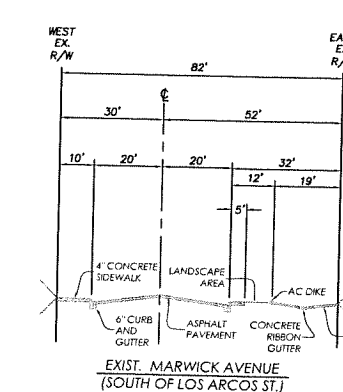 WEST
EX.
R/W
EA
E
R/
82'
℄
30'
52'
10'
20'
20'
32'
12'
19'
5'
4" CONCRETE
SIDEWALK
LANDSCAPE
AREA
AC DIKE
6" CURB
AND
GUTTER
ASPHALT
PAVEMENT
CONCRETE
RIBBON
GUTTER
EXIST. MARWICK AVENUE
(SOUTH OF LOS ARCOS ST.)